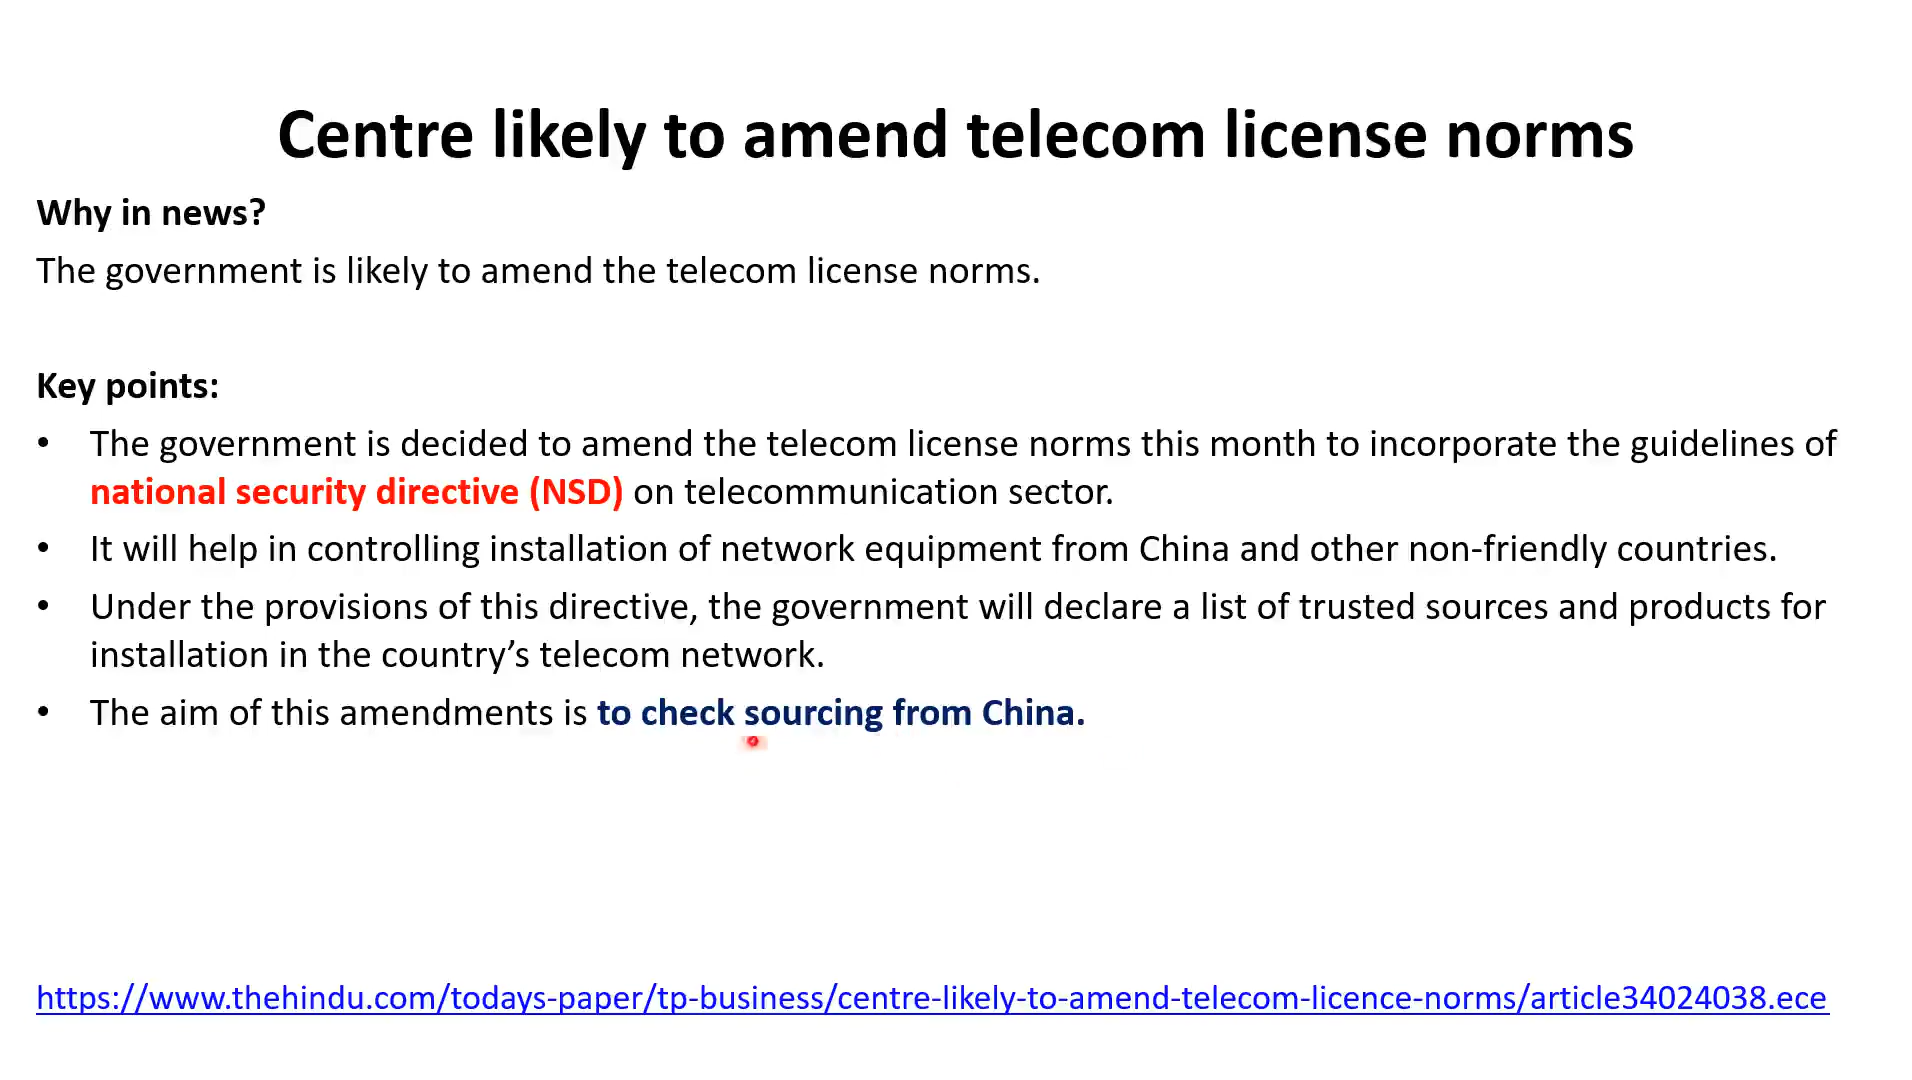 Centre likely to amend telecom license norms
Why in news?
The government is likely to amend the telecom license norms.
Key points:
• The government is decided to amend the telecom license norms this month to incorporate the guidelines of
national security directive (NSD) on telecommunication sector.
• It will help in controlling installation of network equipment from China and other non-friendly countries.
• Under the provisions of this directive, the government will declare a list of trusted sources and products for
installation in the country’s telecom network.
• The aim of this amendments is to check sourcing from China.
https://www.thehindu.com/todays-paper/tp-business/centre-likely-to-amend-telecom-licence-norms/article34024038.ece